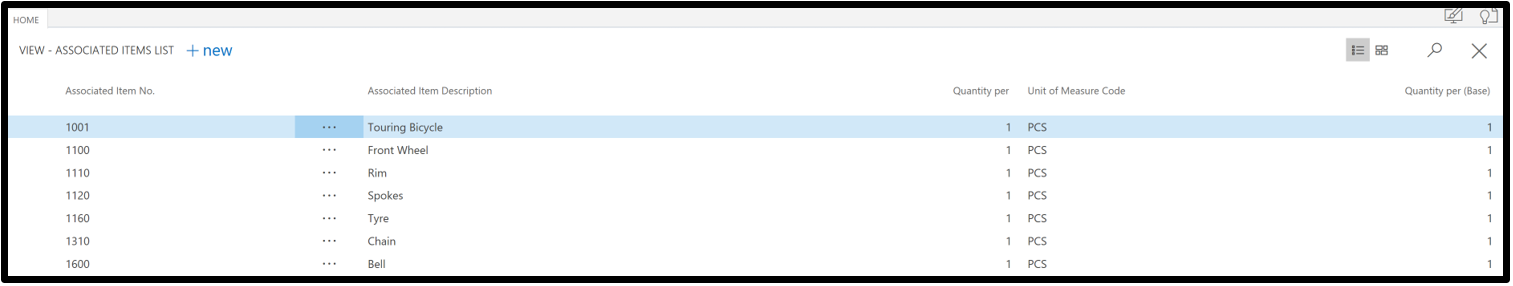 HOME
VIEW - ASSOCIATED ITEMS LIST + new
Associated Item No. Associated Item Description Quantity per Unit of Measure Code Quantity per (Base)
1001 ... Touring Bicycle 1 PCS 1
1100 ... Front Wheel 1 PCS 1
1110 ... Rim 1 PCS 1
1120 ... Spokes 1 PCS 1
1160 ... Tyre 1 PCS 1
1310 ... Chain 1 PCS 1
1600 ... Bell 1 PCS 1